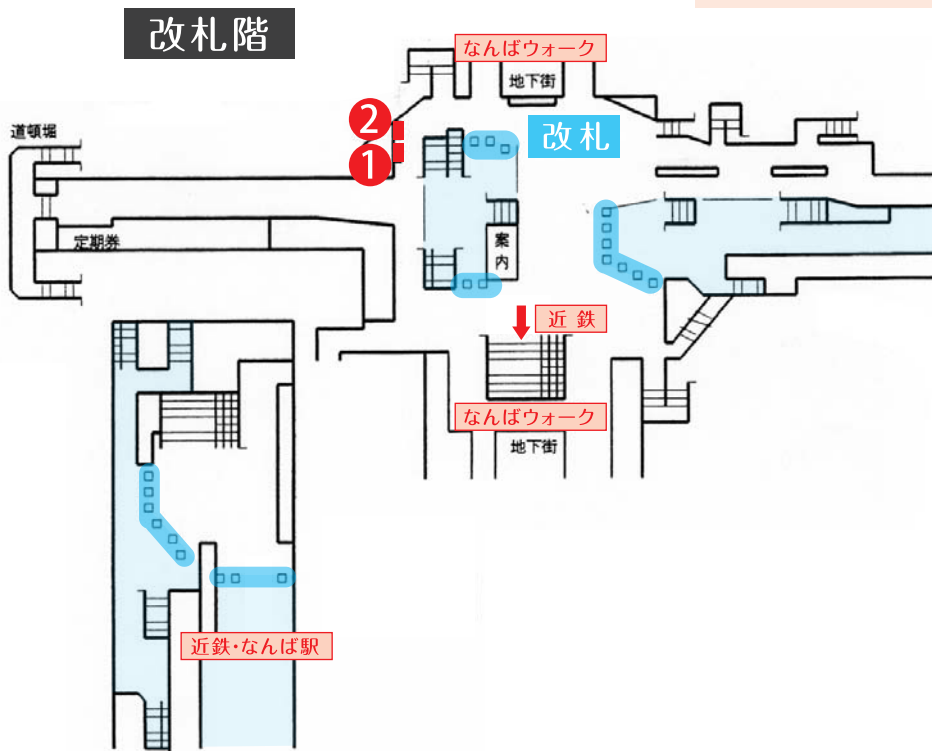 改札階
なんばウォーク
地下街
2
改札
道頓堀
1
定期券
案内
近鉄
なんばウォーク
地下街
近鉄・なんば駅